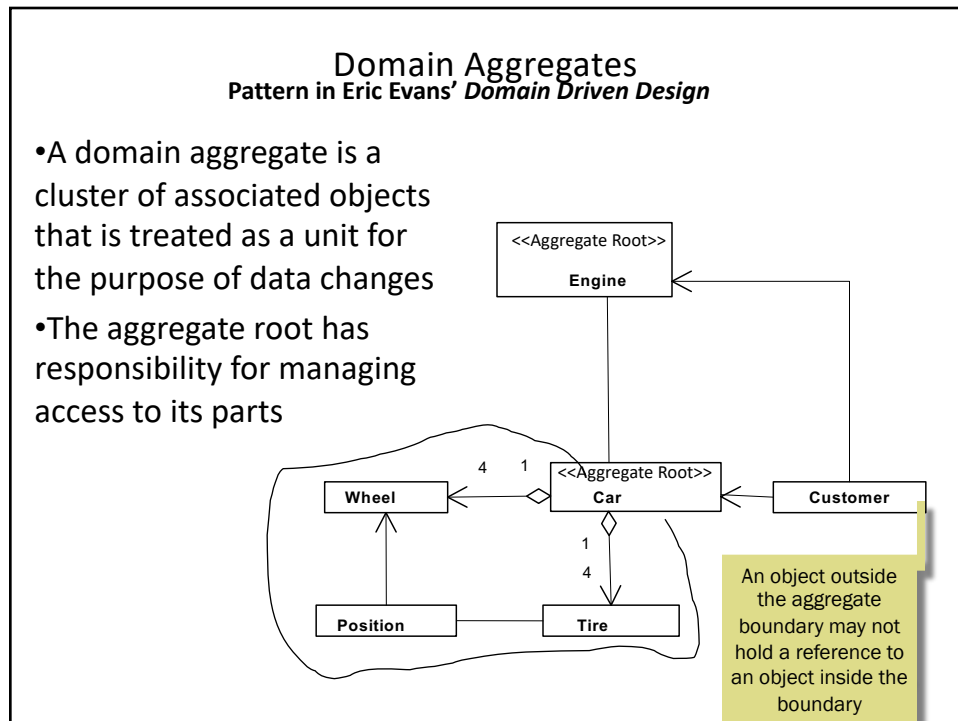 Domain Aggregates
Pattern in Eric Evans' Domain Driven Design
•A domain aggregate is a
cluster of associated objects
that is treated as a unit for
the purpose of data changes
•The aggregate root has
responsibility for managing
access to its parts
<<Aggregate Root>>
Engine
4
1
<<Aggregate Root>>
Wheel
Car
Customer
1
4
Position
Tire
An object outside
the aggregate
boundary may not
hold a reference to
an object inside the
boundary